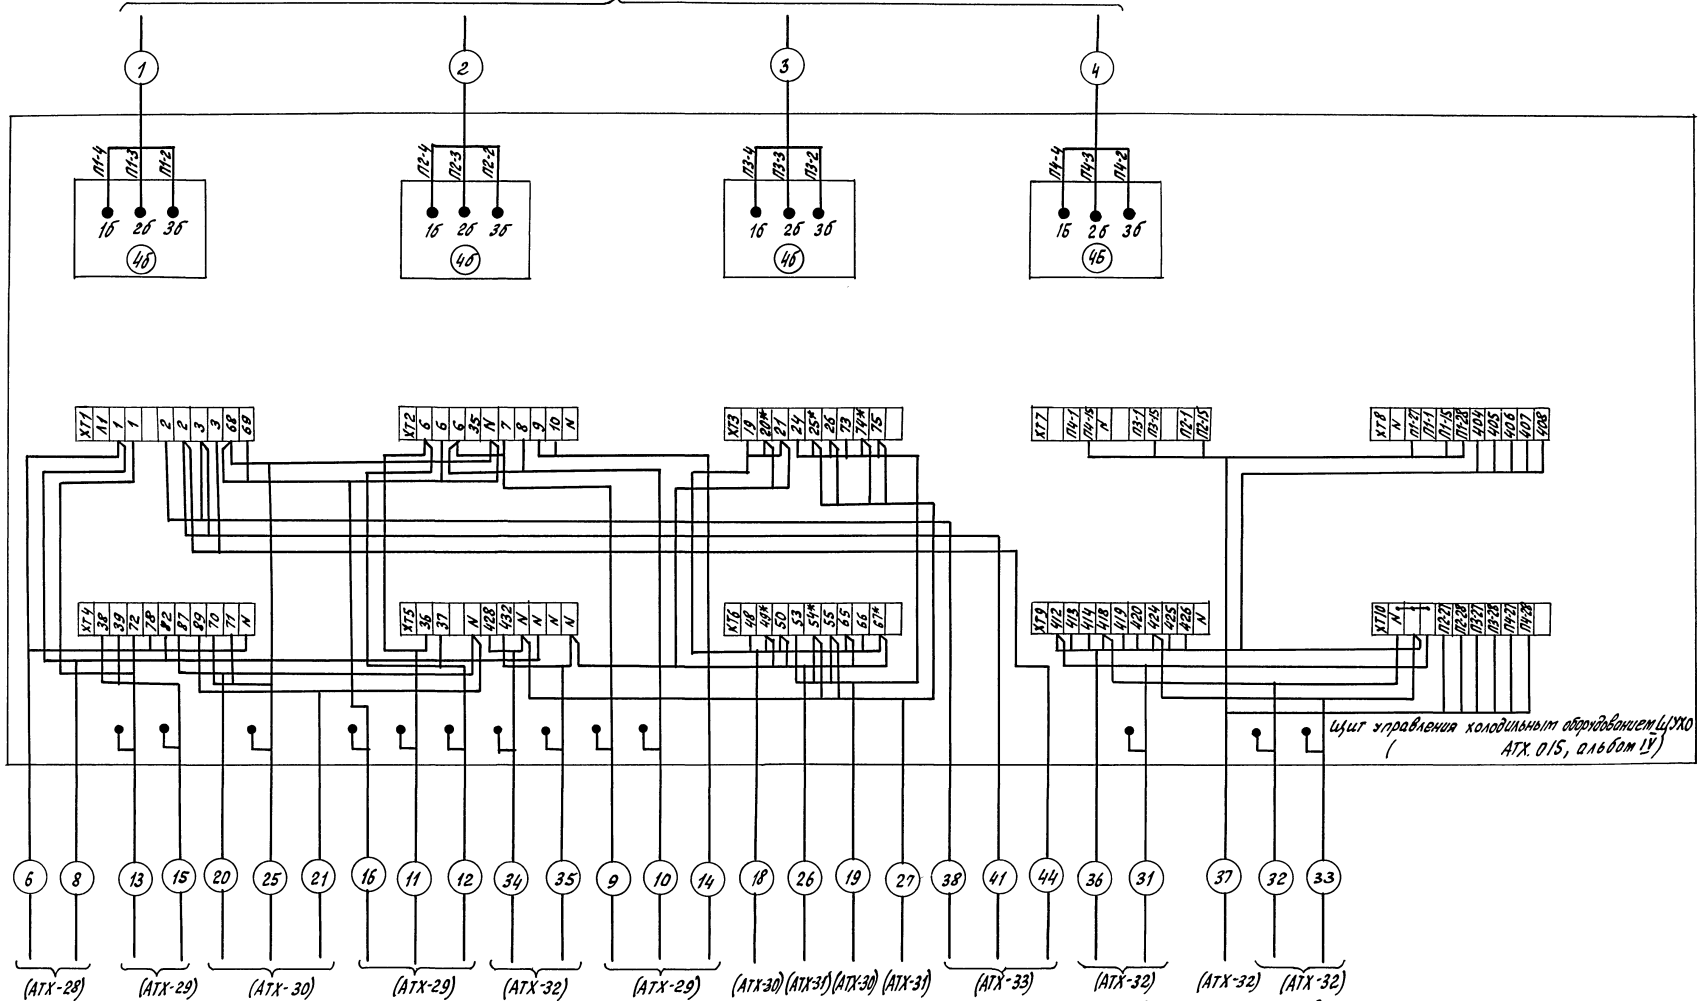 1 2 3 4
П1-4 П1-3 П1-2 П2-4 П2-3 П2-2 П3-4 П3-3 П3-2 П4-4 П4-3 П4-2
1б 2б 3б 1б 2б 3б 1б 2б 3б 1Б 2б 3б
4б 4б 4б 4Б
ХТ1 Л1 1 1 2 2 3 3 68 69
ХТ2 6 6 6 35 N 7 8 9 10 N
ХТ3 19 20* 21 24 25* 26 73 74* 75
ХТ7 П4-1 П4-15 N П3-1 П3-15 П2-1 П2-15
ХТ8 N П1-27 П1-1 П1-15 П1-28 404 405 406 407 408
ХТ4 38 39 72 78 82 87 89 70 71 N
ХТ5 36 37 N 428 432 N N N N
ХТ6 48 49* 50 53 54* 55 65 66 67*
ХТ9 412 413 414 418 419 420 424 425 426 N
ХТ10 N П2-27 П2-28 П3-27 П3-28 П4-27 П4-28
Щит управления холодильным оборудованием ЩУХО
( АТХ.015, альбом IV)
6 8 13 15 20 25 21 16 11 12 34 35 9 10 14 18 26 19 27 38 41 44 36 31 37 32 33
(АТХ-28) (АТХ-29) (АТХ-30) (АТХ-29) (АТХ-32) (АТХ-29) (АТХ-30) (АТХ-31) (АТХ-30) (АТХ-31) (АТХ-33) (АТХ-32) (АТХ-32) (АТХ-32)